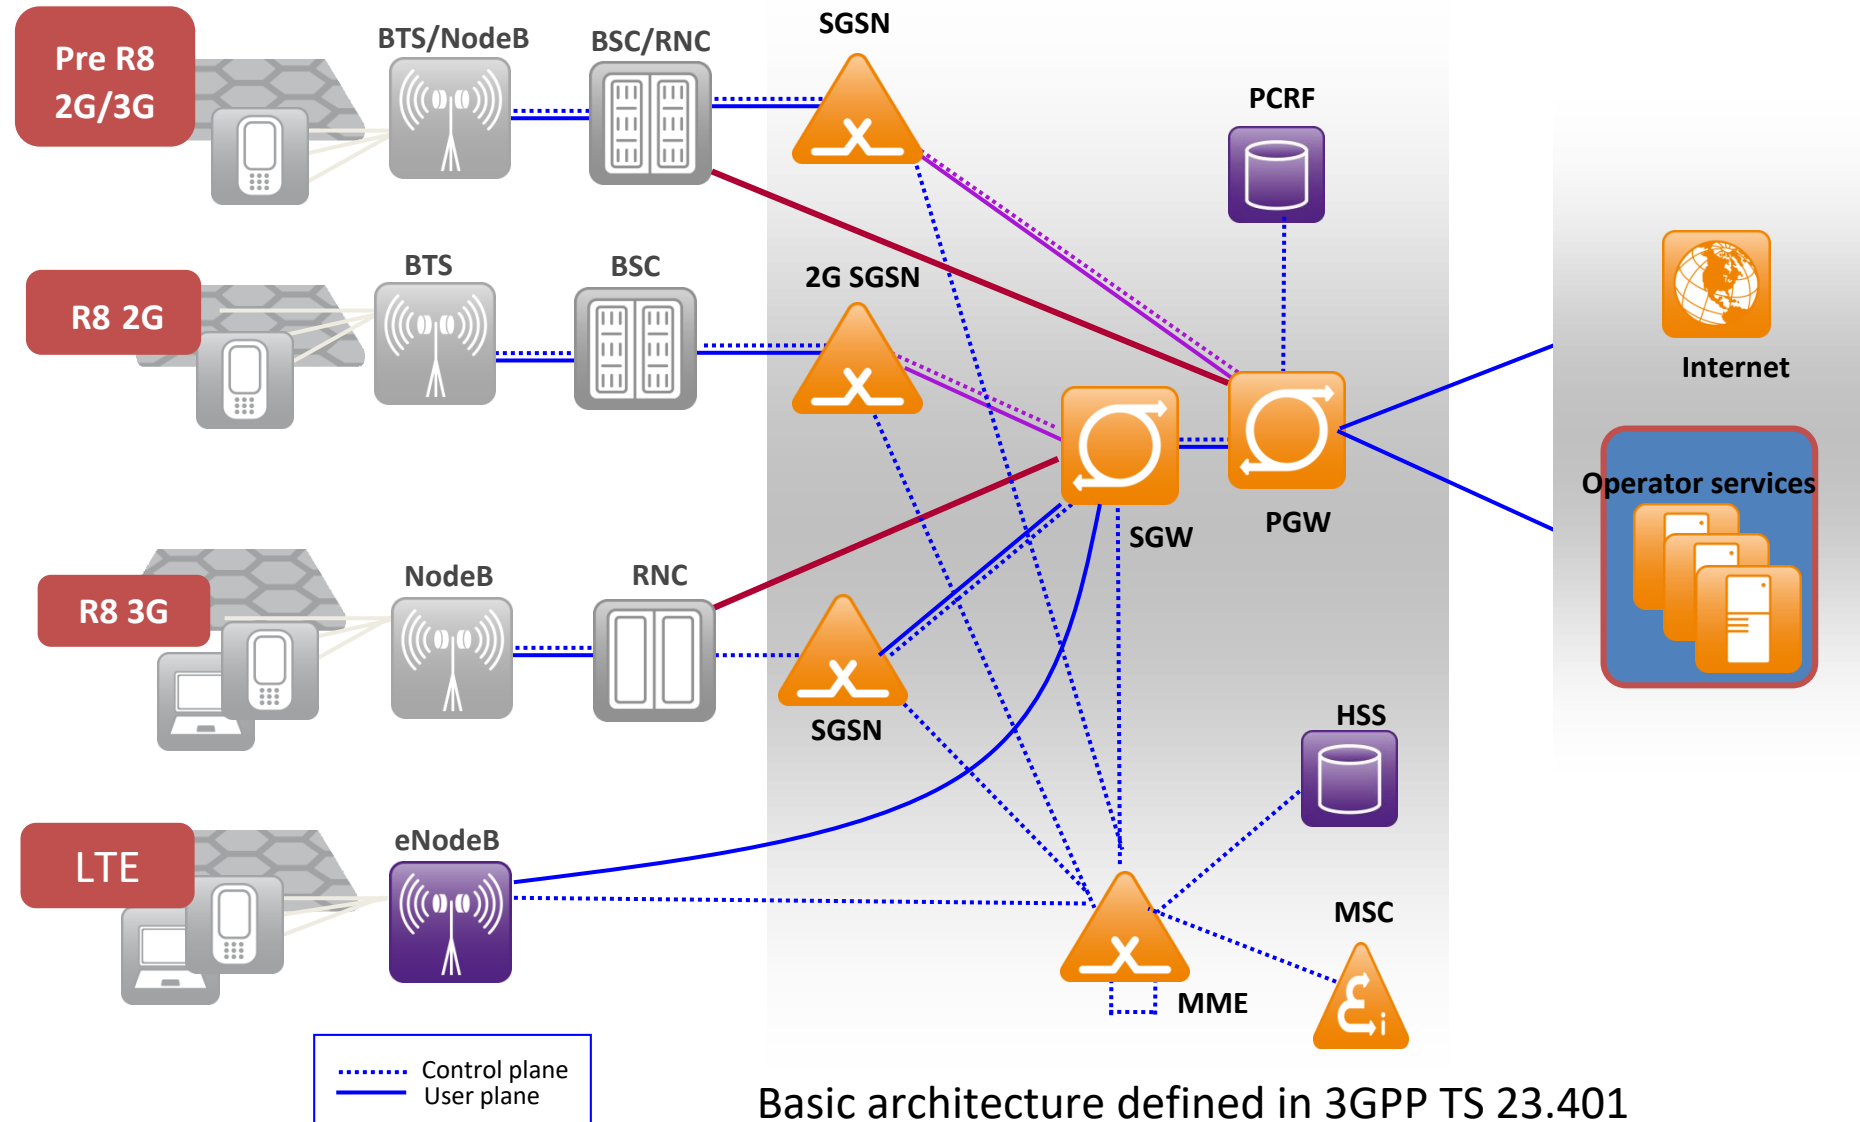 SGSN
Pre R8
2G/3G
BTS/NodeB
BSC/RNC
PCRF
R8 2G
BTS
BSC
2G SGSN
Internet
Operator services
SGW
PGW
R8 3G
NodeB
RNC
SGSN
HSS
LTE
eNodeB
MSC
MME
i
Control plane
User plane
Basic architecture defined in 3GPP TS 23.401